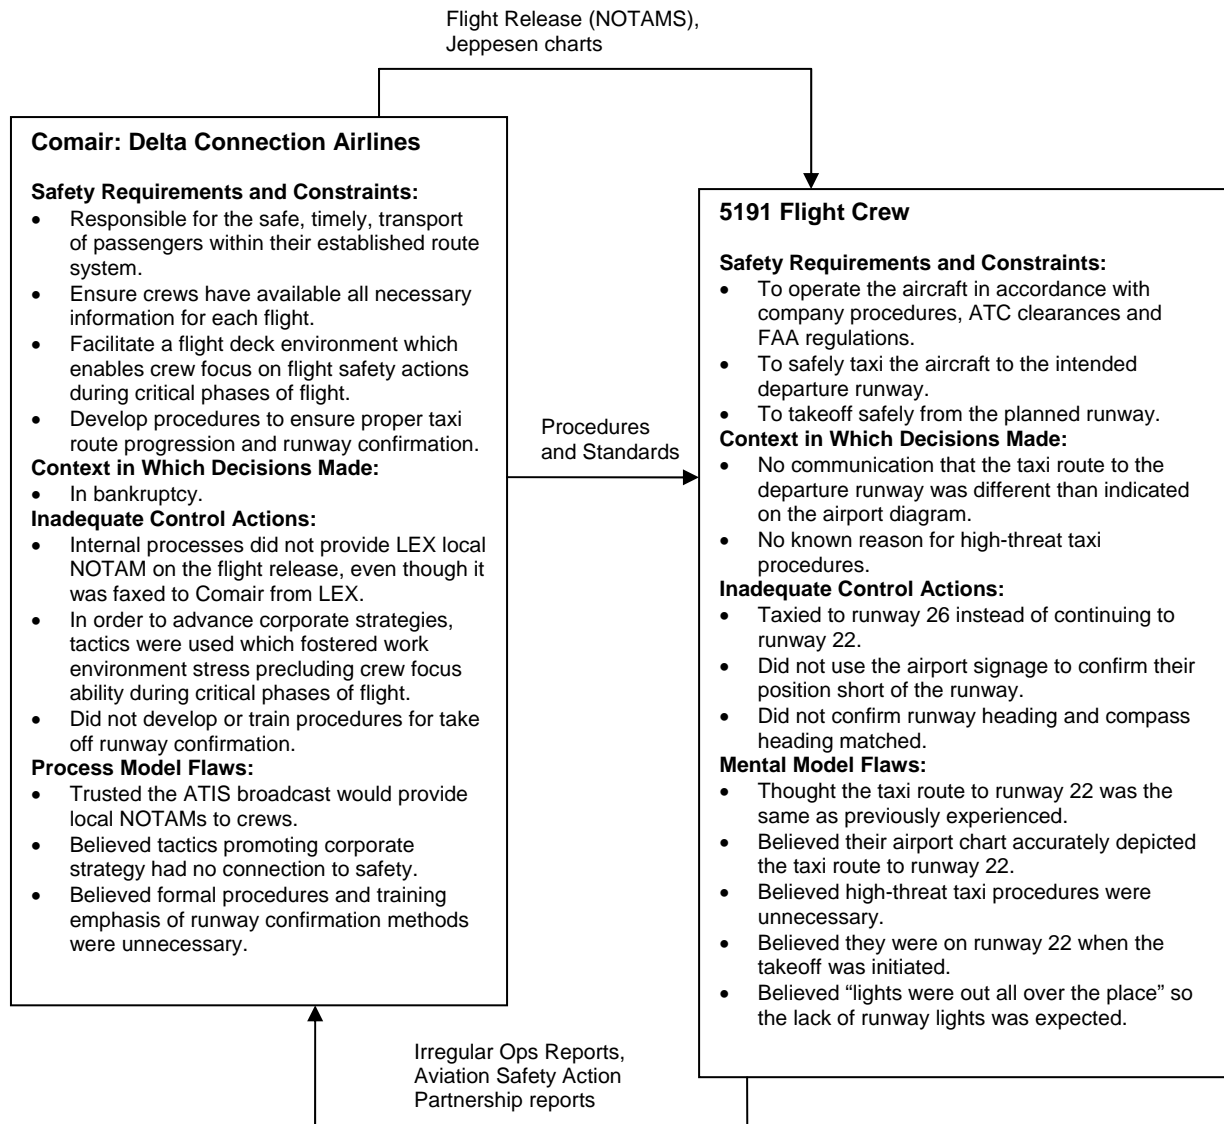 Flight Release (NOTAMS),
Jeppesen charts
Comair: Delta Connection Airlines
Safety Requirements and Constraints:
• Responsible for the safe, timely, transport
of passengers within their established route
system.
• Ensure crews have available all necessary
information for each flight.
• Facilitate a flight deck environment which
enables crew focus on flight safety actions
during critical phases of flight.
• Develop procedures to ensure proper taxi
route progression and runway confirmation.
Context in Which Decisions Made:
• In bankruptcy.
Inadequate Control Actions:
• Internal processes did not provide LEX local
NOTAM on the flight release, even though it
was faxed to Comair from LEX.
• In order to advance corporate strategies,
tactics were used which fostered work
environment stress precluding crew focus
ability during critical phases of flight.
• Did not develop or train procedures for take
off runway confirmation.
Process Model Flaws:
• Trusted the ATIS broadcast would provide
local NOTAMs to crews.
• Believed tactics promoting corporate
strategy had no connection to safety.
• Believed formal procedures and training
emphasis of runway confirmation methods
were unnecessary.
Procedures
and Standards
5191 Flight Crew
Safety Requirements and Constraints:
• To operate the aircraft in accordance with
company procedures, ATC clearances and
FAA regulations.
• To safely taxi the aircraft to the intended
departure runway.
• To takeoff safely from the planned runway.
Context in Which Decisions Made:
• No communication that the taxi route to the
departure runway was different than indicated
on the airport diagram.
• No known reason for high-threat taxi
procedures.
Inadequate Control Actions:
• Taxied to runway 26 instead of continuing to
runway 22.
• Did not use the airport signage to confirm their
position short of the runway.
• Did not confirm runway heading and compass
heading matched.
Mental Model Flaws:
• Thought the taxi route to runway 22 was the
same as previously experienced.
• Believed their airport chart accurately depicted
the taxi route to runway 22.
• Believed high-threat taxi procedures were
unnecessary.
• Believed they were on runway 22 when the
takeoff was initiated.
• Believed “lights were out all over the place” so
the lack of runway lights was expected.
Irregular Ops Reports,
Aviation Safety Action
Partnership reports